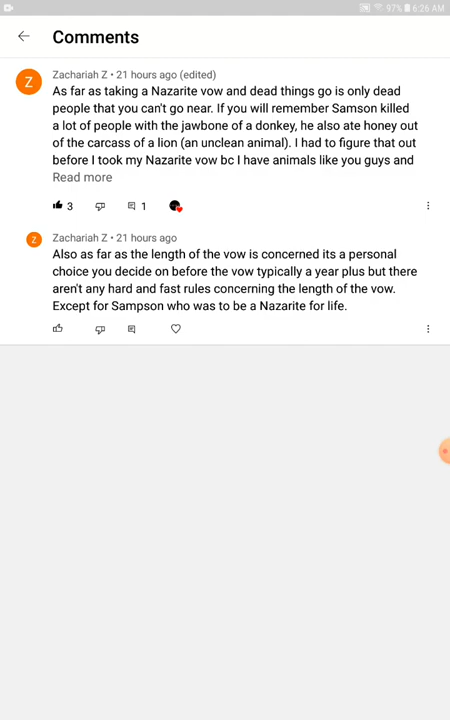 97% 6:26 AM
Comments
Z
Zachariah Z • 21 hours ago (edited)
As far as taking a Nazarite vow and dead things go is only dead
people that you can't go near. If you will remember Samson killed
a lot of people with the jawbone of a donkey, he also ate honey out
of the carcass of a lion (an unclean animal). I had to figure that out
before I took my Nazarite vow bc I have animals like you guys and
Read more
3 1
Z
Zachariah Z • 21 hours ago
Also as far as the length of the vow is concerned its a personal
choice you decide on before the vow typically a year plus but there
aren't any hard and fast rules concerning the length of the vow.
Except for Sampson who was to be a Nazarite for life.